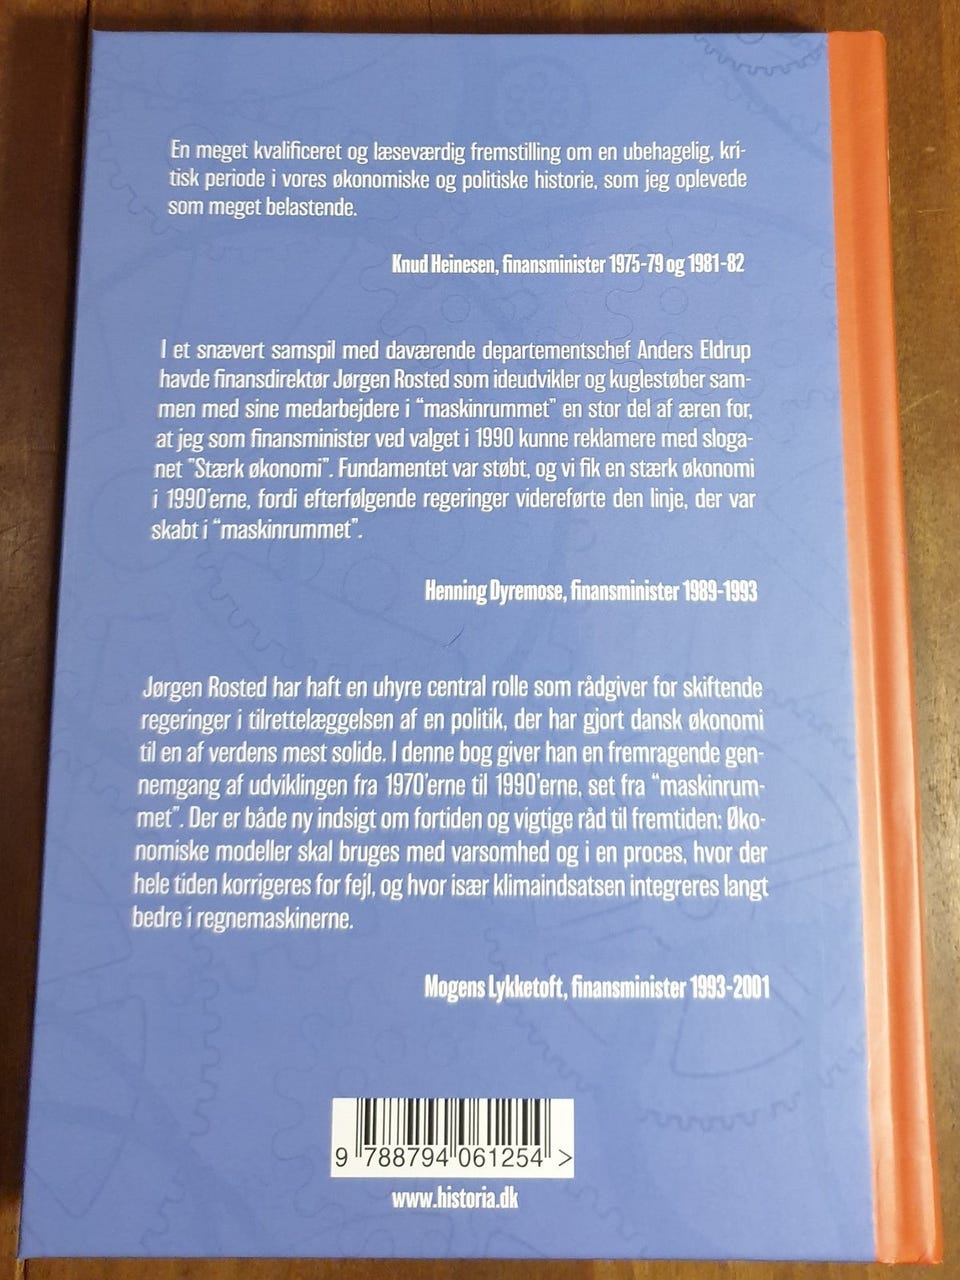 En meget kvalificeret og læseværdig fremstilling om en ubehagelig, kri-
tisk periode i vores økonomiske og politiske historie, som jeg oplevede
som meget belastende.
Knud Heinesen, finansminister 1975-79 og 1981-82
I et snævert samspil med daværende departementschef Anders Eldrup
havde finansdirektør Jørgen Rosted som ideudvikler og kuglestøber sam-
men med sine medarbejdere i “maskinrummet” en stor del af æren for,
at jeg som finansminister ved valget i 1990 kunne reklamere med sloga-
net ”Stærk økonomi”. Fundamentet var støbt, og vi fik en stærk økonomi
i 1990’erne, fordi efterfølgende regeringer videreførte den linje, der var
skabt i “maskinrummet”.
Henning Dyremose, finansminister 1989-1993
Jørgen Rosted har haft en uhyre central rolle som rådgiver for skiftende
regeringer i tilrettelæggelsen af en politik, der har gjort dansk økonomi
til en af verdens mest solide. I denne bog giver han en fremragende gen-
nemgang af udviklingen fra 1970’erne til 1990’erne, set fra “maskinrum-
met”. Der er både ny indsigt om fortiden og vigtige råd til fremtiden: Øko-
nomiske modeller skal bruges med varsomhed og i en proces, hvor der
hele tiden korrigeres for fejl, og hvor især klimaindsatsen integreres langt
bedre i regnemaskinerne.
Mogens Lykketoft, finansminister 1993-2001
9 788794 061254 >
www.historia.dk